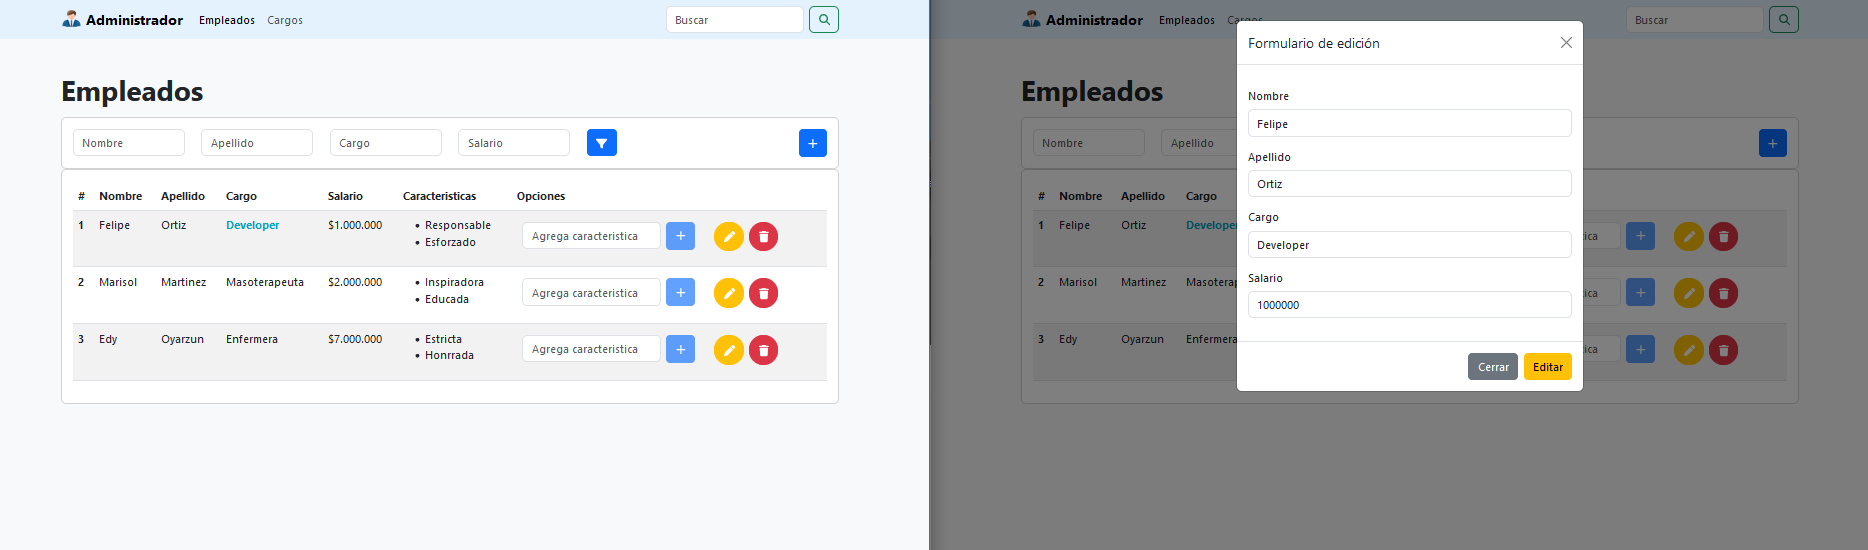 Administrador Empleados Cargos Buscar
Empleados
Nombre Apellido Cargo Salario
# Nombre Apellido Cargo Salario Caracteristicas Opciones
1 Felipe Ortiz Developer $1.000.000 Responsable Agrega caracteristica
Esforzado
2 Marisol Martinez Masoterapeuta $2.000.000 Inspiradora Agrega caracteristica
Educada
3 Edy Oyarzun Enfermera $7.000.000 Estricta Agrega caracteristica
Honrrada
Administrador Empleados Cargos Buscar
Empleados
Nombre Apellido
# Nombre Apellido Cargo
1 Felipe Ortiz Developer
2 Marisol Martinez Masoterap
3 Edy Oyarzun Enfermera
Formulario de edición
Nombre
Felipe
Apellido
Ortiz
Cargo
Developer
Salario
1000000
Cerrar Editar